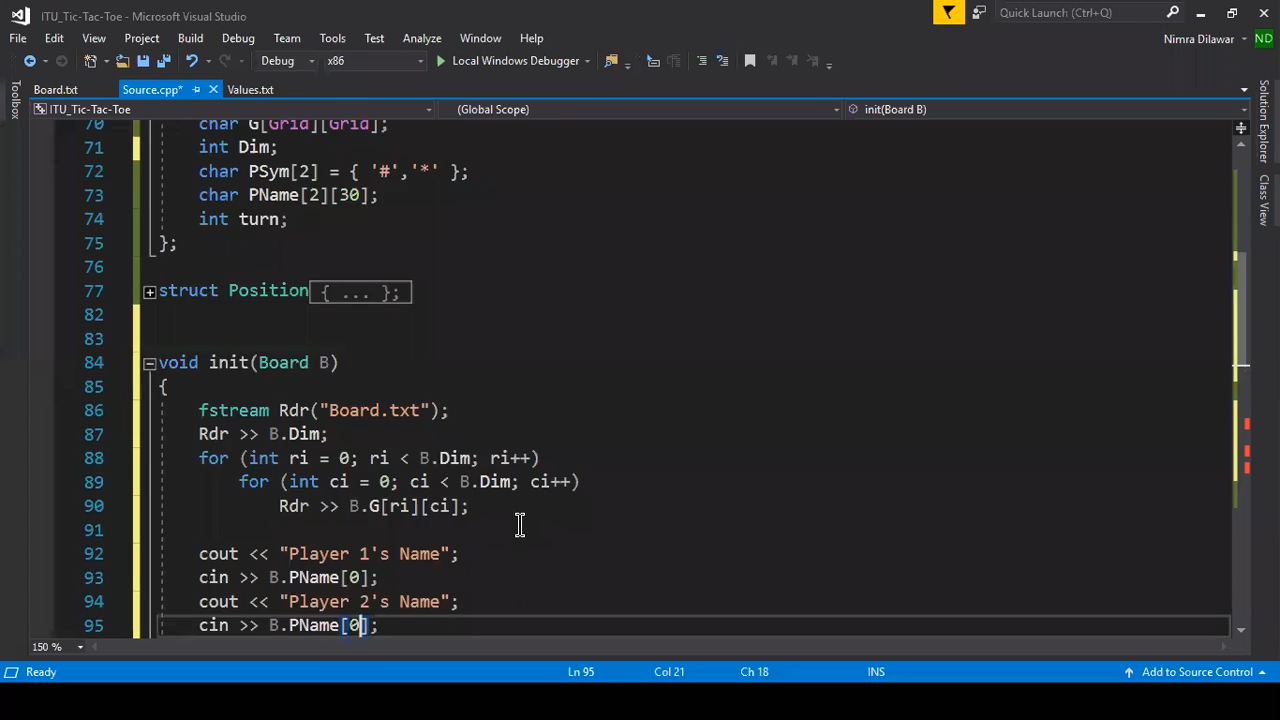 ITU_Tic-Tac-Toe - Microsoft Visual Studio
Quick Launch (Ctrl+Q)
File Edit View Project Build Debug Team Tools Test Analyze Window Help
Nimra Dilawar ND
Debug x86 Local Windows Debugger
Board.txt Source.cpp* Values.txt
ITU_Tic-Tac-Toe (Global Scope) init(Board B)
Toolbox
Solution Explorer
Class View
70 char G[Grid][Grid];
71 int Dim;
72 char PSym[2] = { '#','*' };
73 char PName[2][30];
74 int turn;
75 };
76
77 struct Position { ... };
82
83
84 void init(Board B)
85 {
86 fstream Rdr("Board.txt");
87 Rdr >> B.Dim;
88 for (int ri = 0; ri < B.Dim; ri++)
89 for (int ci = 0; ci < B.Dim; ci++)
90 Rdr >> B.G[ri][ci];
91
92 cout << "Player 1's Name";
93 cin >> B.PName[0];
94 cout << "Player 2's Name";
95 cin >> B.PName[0];
150 %
Ready Ln 95 Col 21 Ch 18 INS Add to Source Control